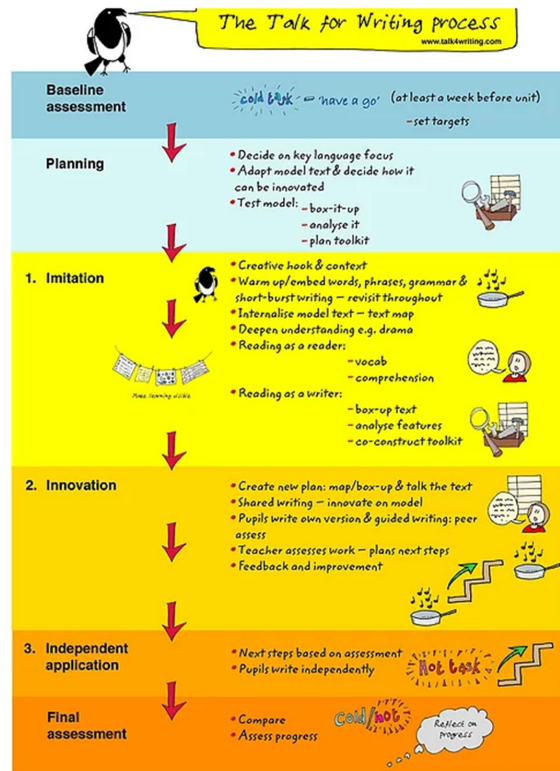 The Talk for Writing process
www.talk4writing.com
Baseline
assessment
cold task – 'have a go'
(at least a week before unit)
– set targets
Planning
• Decide on key language focus
• Adapt model text & decide how it
can be innovated
• Test model: – box-it-up
– analyse it
– plan toolkit
1. Imitation
• Creative hook & context
• Warm up/embed words, phrases, grammar &
short-burst writing – revisit throughout
• Internalise model text – text map
• Deepen understanding e.g. drama
• Reading as a reader:
– vocab
– comprehension
Make learning visible
• Reading as a writer:
– box-up text
– analyse features
– co-construct toolkit
2. Innovation
• Create new plan: map/box-up & talk the text
• Shared writing – innovate on model
• Pupils write own version & guided writing: peer
assess
• Teacher assesses work – plans next steps
• Feedback and improvement
3. Independent
application
• Next steps based on assessment
• Pupils write independently
Hot task
Final
assessment
• Compare
• Assess progress
Cold/hot
Reflect on
progress